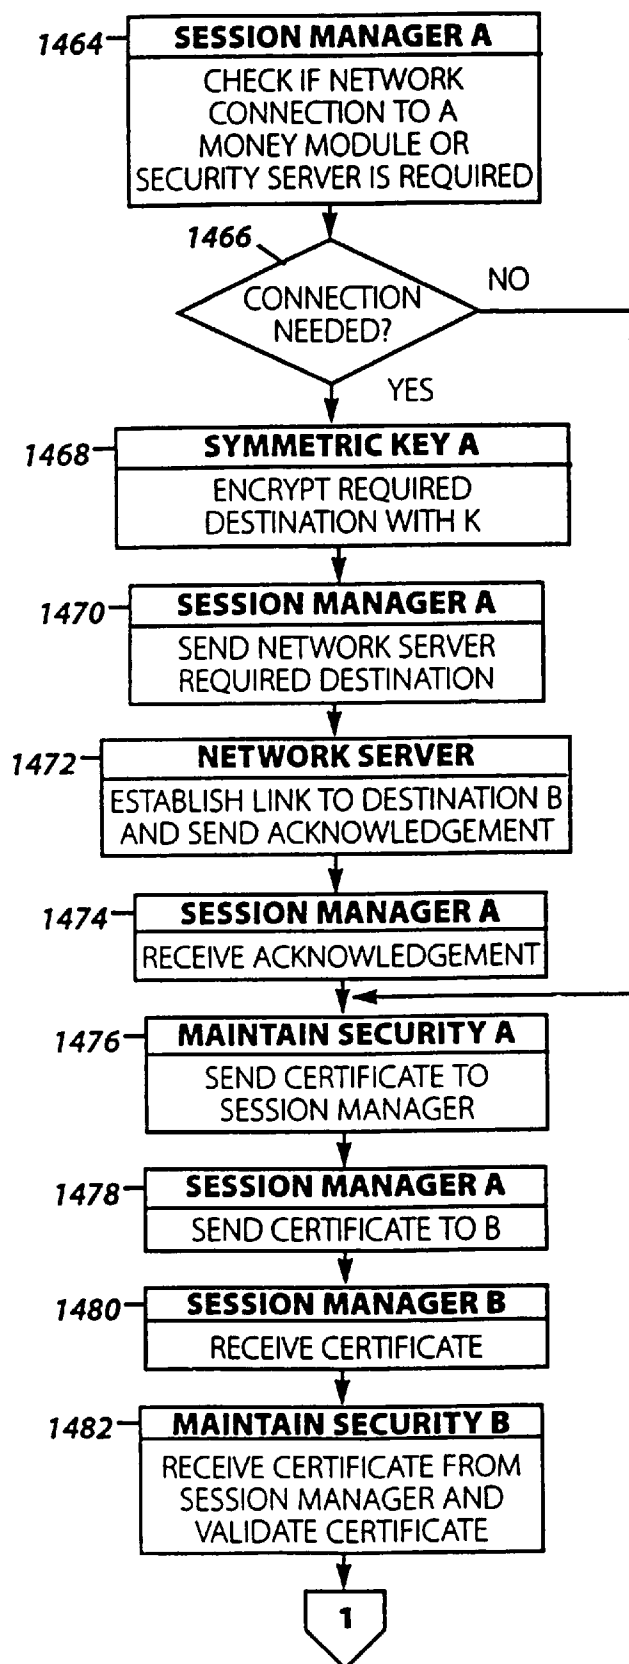 1464
SESSION MANAGER A
CHECK IF NETWORK
CONNECTION TO A
MONEY MODULE OR
SECURITY SERVER IS REQUIRED
1466
CONNECTION
NEEDED?
NO
YES
1468
SYMMETRIC KEY A
ENCRYPT REQUIRED
DESTINATION WITH K
1470
SESSION MANAGER A
SEND NETWORK SERVER
REQUIRED DESTINATION
1472
NETWORK SERVER
ESTABLISH LINK TO DESTINATION B
AND SEND ACKNOWLEDGEMENT
1474
SESSION MANAGER A
RECEIVE ACKNOWLEDGEMENT
1476
MAINTAIN SECURITY A
SEND CERTIFICATE TO
SESSION MANAGER
1478
SESSION MANAGER A
SEND CERTIFICATE TO B
1480
SESSION MANAGER B
RECEIVE CERTIFICATE
1482
MAINTAIN SECURITY B
RECEIVE CERTIFICATE FROM
SESSION MANAGER AND
VALIDATE CERTIFICATE
1